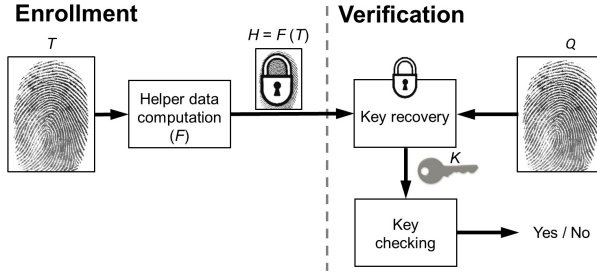 Enrollment
Verification
T
H = F (T)
Q
Helper data
computation
(F)
Key recovery
K
Key
checking
Yes / No